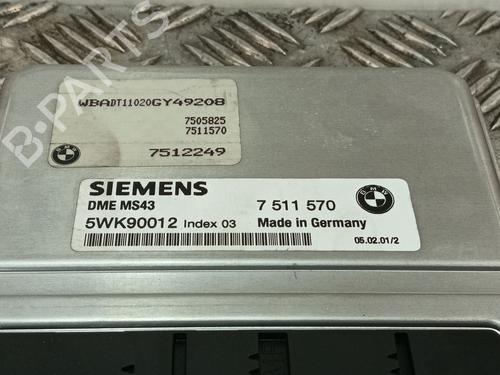 WBADT11020GY49208
7505825
7511570
7512249
SIEMENS
DME MS43
7 511 570
5WK90012 Index 03
Made in Germany
05.02.01/2
BMW
B-PARTS